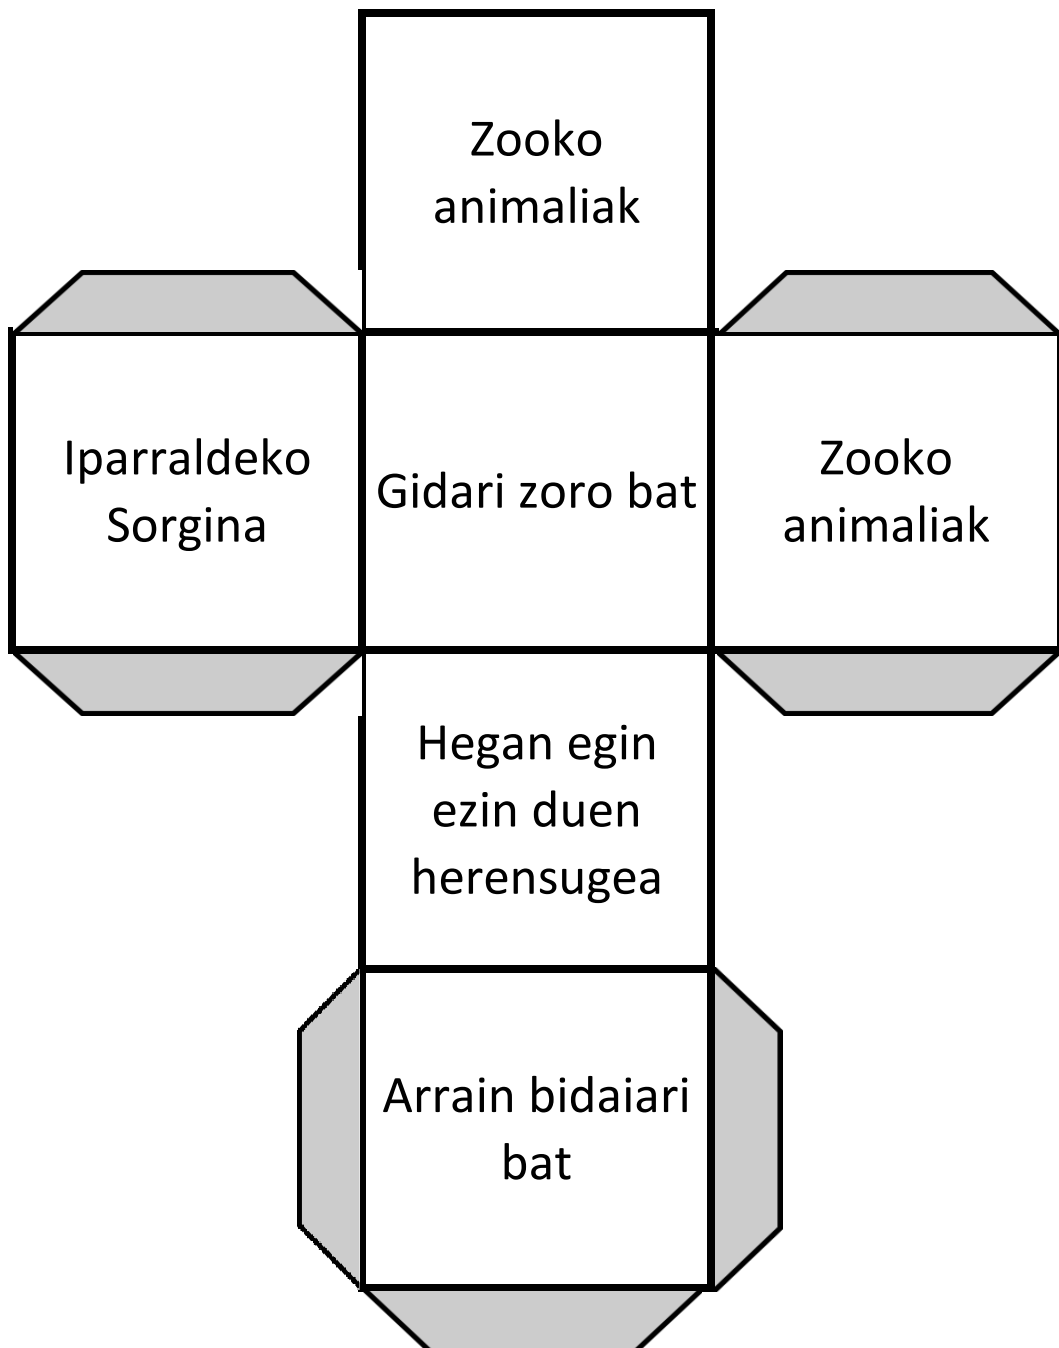 Zooko
animaliak
Iparraldeko
Sorgina
Gidari zoro bat
Zooko
animaliak
Hegan egin
ezin duen
herensugea
Arrain bidaiari
bat